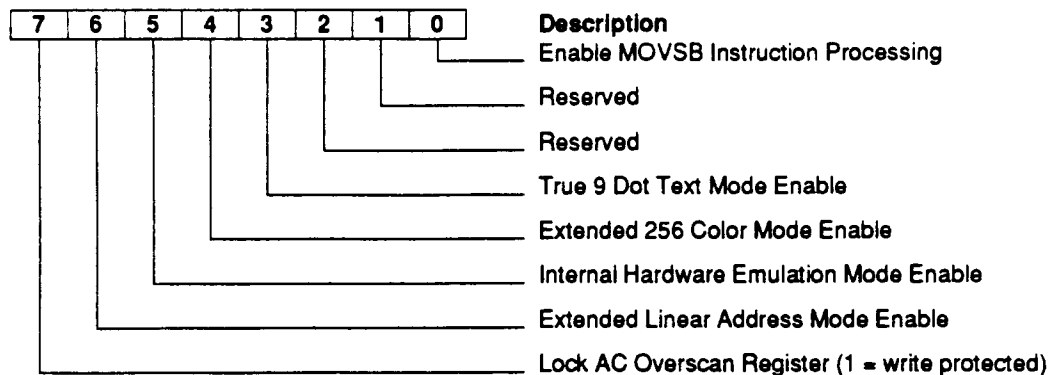 7 6 5 4 3 2 1 0 Description
Enable MOVSB Instruction Processing
Reserved
Reserved
True 9 Dot Text Mode Enable
Extended 256 Color Mode Enable
Internal Hardware Emulation Mode Enable
Extended Linear Address Mode Enable
Lock AC Overscan Register (1 = write protected)